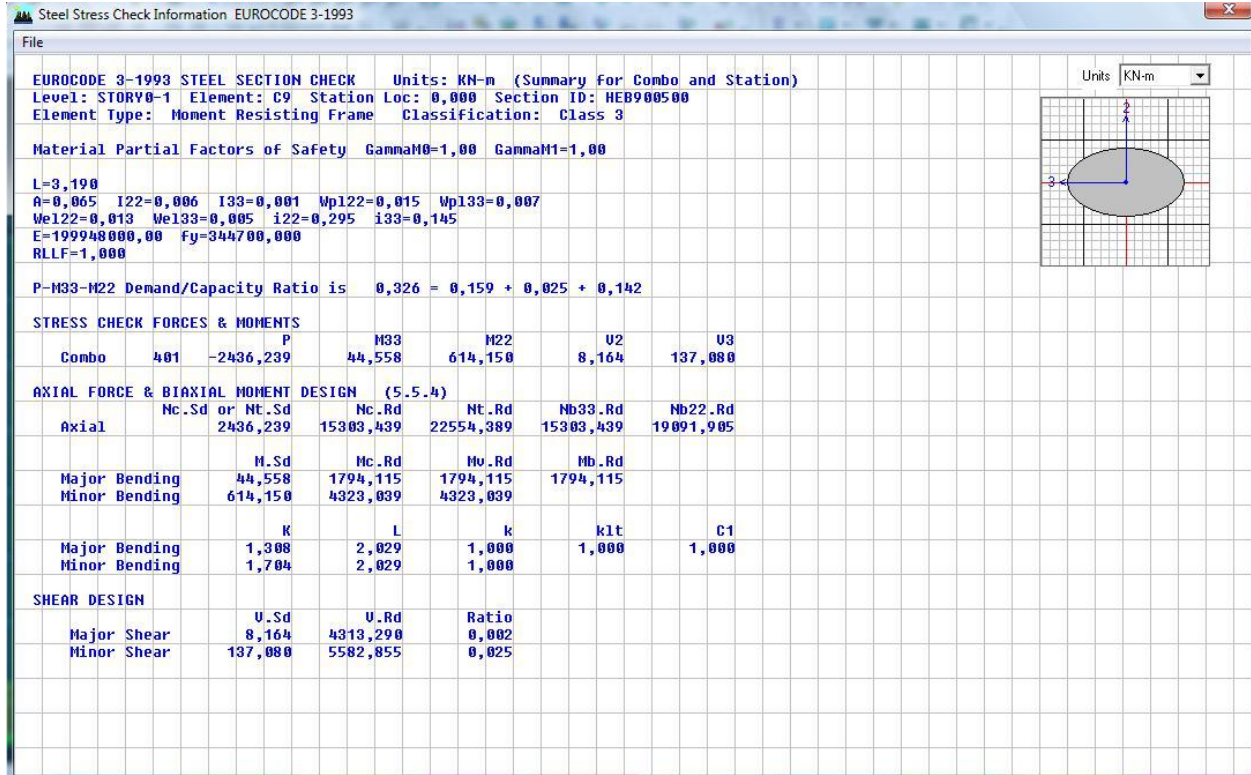 Steel Stress Check Information EUROCODE 3-1993
File
Units KN-m
EUROCODE 3-1993 STEEL SECTION CHECK Units: KN-m (Summary for Combo and Station)
Level: STORY0-1 Element: C9 Station Loc: 0,000 Section ID: HEB900500
Element Type: Moment Resisting Frame Classification: Class 3
Material Partial Factors of Safety GammaM0=1,00 GammaM1=1,00
L=3,190
A=0,065 I22=0,006 I33=0,001 Wpl22=0,015 Wpl33=0,007
Wel22=0,013 Wel33=0,005 i22=0,295 i33=0,145
E=199948000,00 fy=344700,000
RLLF=1,000
P-M33-M22 Demand/Capacity Ratio is 0,326 = 0,159 + 0,025 + 0,142
STRESS CHECK FORCES & MOMENTS
P M33 M22 V2 V3
Combo 401 -2436,239 44,558 614,150 8,164 137,080
AXIAL FORCE & BIAXIAL MOMENT DESIGN (5.5.4)
Nc.Sd or Nt.Sd Nc.Rd Nt.Rd Nb33.Rd Nb22.Rd
Axial 2436,239 15303,439 22554,389 15303,439 19091,905
M.Sd Mc.Rd Mv.Rd Mb.Rd
Major Bending 44,558 1794,115 1794,115 1794,115
Minor Bending 614,150 4323,039 4323,039
K L k klt C1
Major Bending 1,308 2,029 1,000 1,000 1,000
Minor Bending 1,704 2,029 1,000
SHEAR DESIGN
V.Sd V.Rd Ratio
Major Shear 8,164 4313,290 0,002
Minor Shear 137,080 5582,855 0,025
2
3